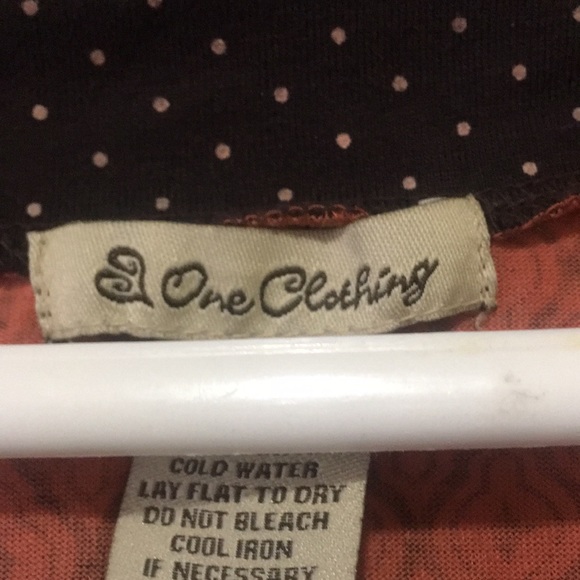 One Clothing
COLD WATER
LAY FLAT TO DRY
DO NOT BLEACH
COOL IRON
IF NECESSARY